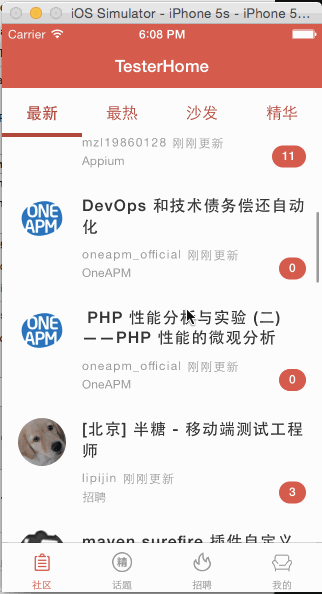 iOS Simulator - iPhone 5s - iPhone 5...
Carrier 6:08 PM
TesterHome
最新 最热 沙发 精华
mzl19860128 刚刚更新
Appium
11
ONE
APM
DevOps 和技术债务偿还自动
化
oneapm_official 刚刚更新
OneAPM
0
ONE
APM
PHP 性能分析与实验 (二)
——PHP 性能的微观分析
oneapm_official 刚刚更新
OneAPM
0
[北京] 半糖 - 移动端测试工程
师
lipijin 刚刚更新
招聘
3
maven surefire 插件自定义
精
社区 话题 招聘 我的